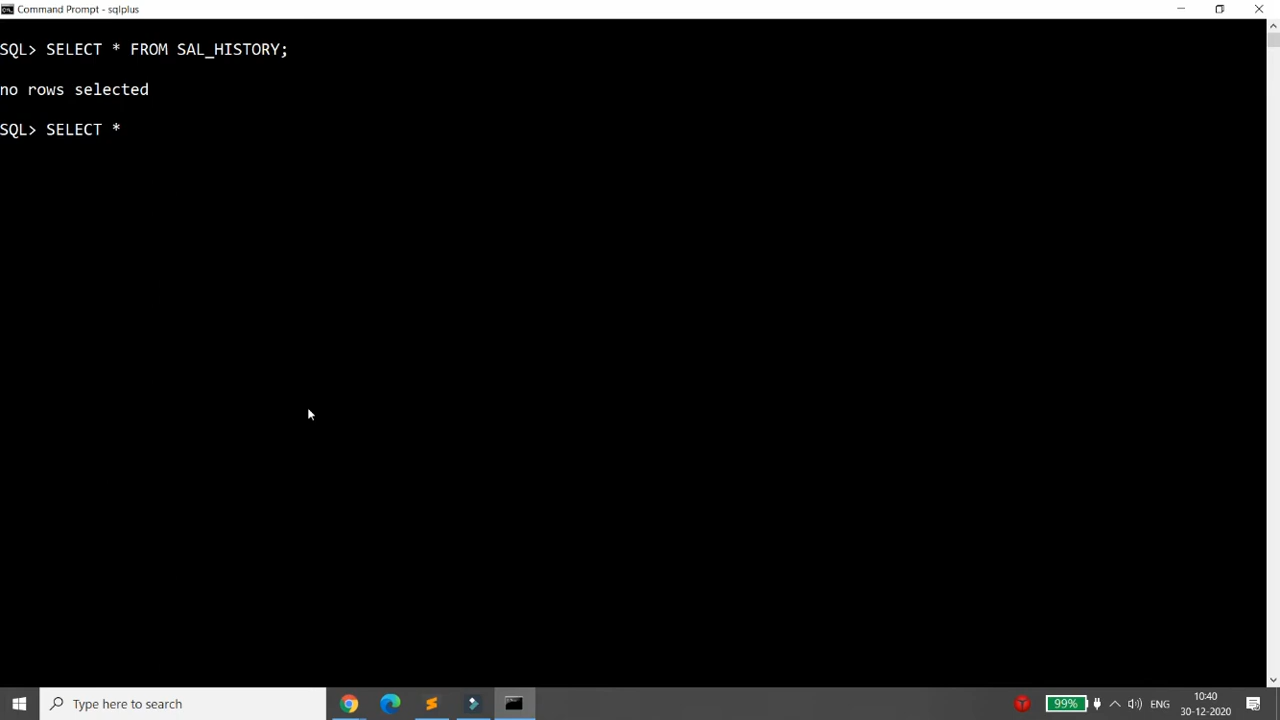 Command Prompt - sqlplus
SQL> SELECT * FROM SAL_HISTORY;
no rows selected
SQL> SELECT *
Type here to search
99%
ENG
10:40
30-12-2020